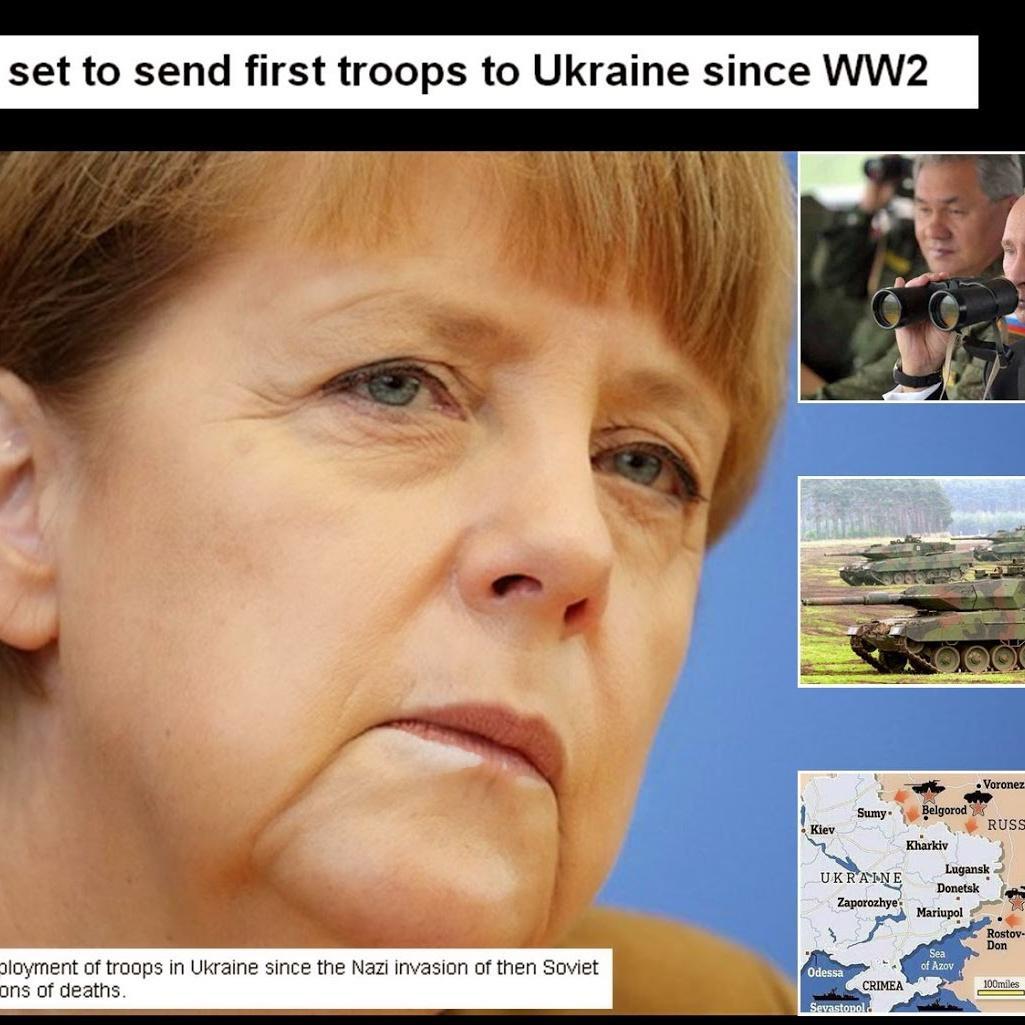 set to send first troops to Ukraine since WW2
ployment of troops in Ukraine since the Nazi invasion of then Soviet
ons of deaths.
Voronez
Belgorod
Sumy
RUSS
Kiev
Kharkiv
Lugansk
UKRAINE
Donetsk
Zaporozhye
Mariupol
Rostov-
Don
Sea
of Azov
Odessa
CRIMEA
100miles
Sevastopol